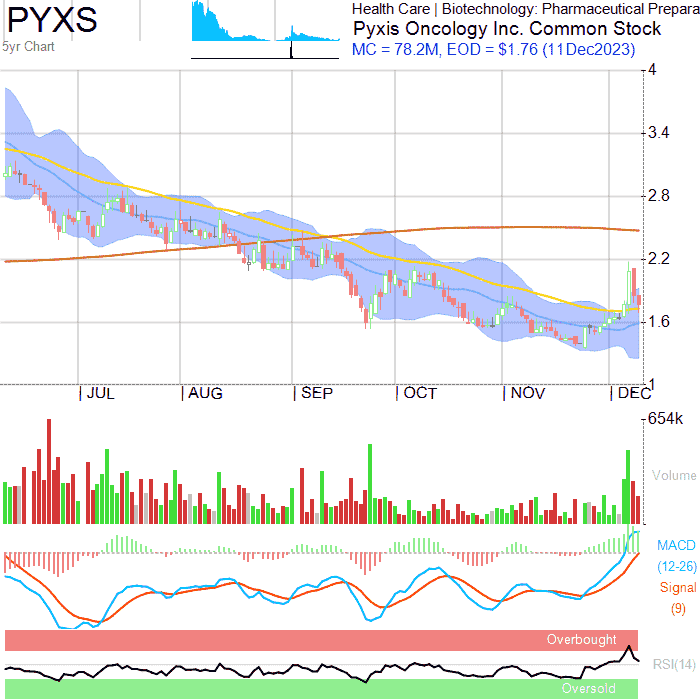 PYXS
5yr Chart
Health Care | Biotechnology: Pharmaceutical Prepara
Pyxis Oncology Inc. Common Stock
MC = 78.2M, EOD = $1.76 (11Dec2023)
4
3.4
2.8
2.2
1.6
1
JUL
AUG
SEP
OCT
NOV
DEC
654k
Volume
MACD
(12-26)
Signal
(9)
Overbought
RSI(14)
Oversold